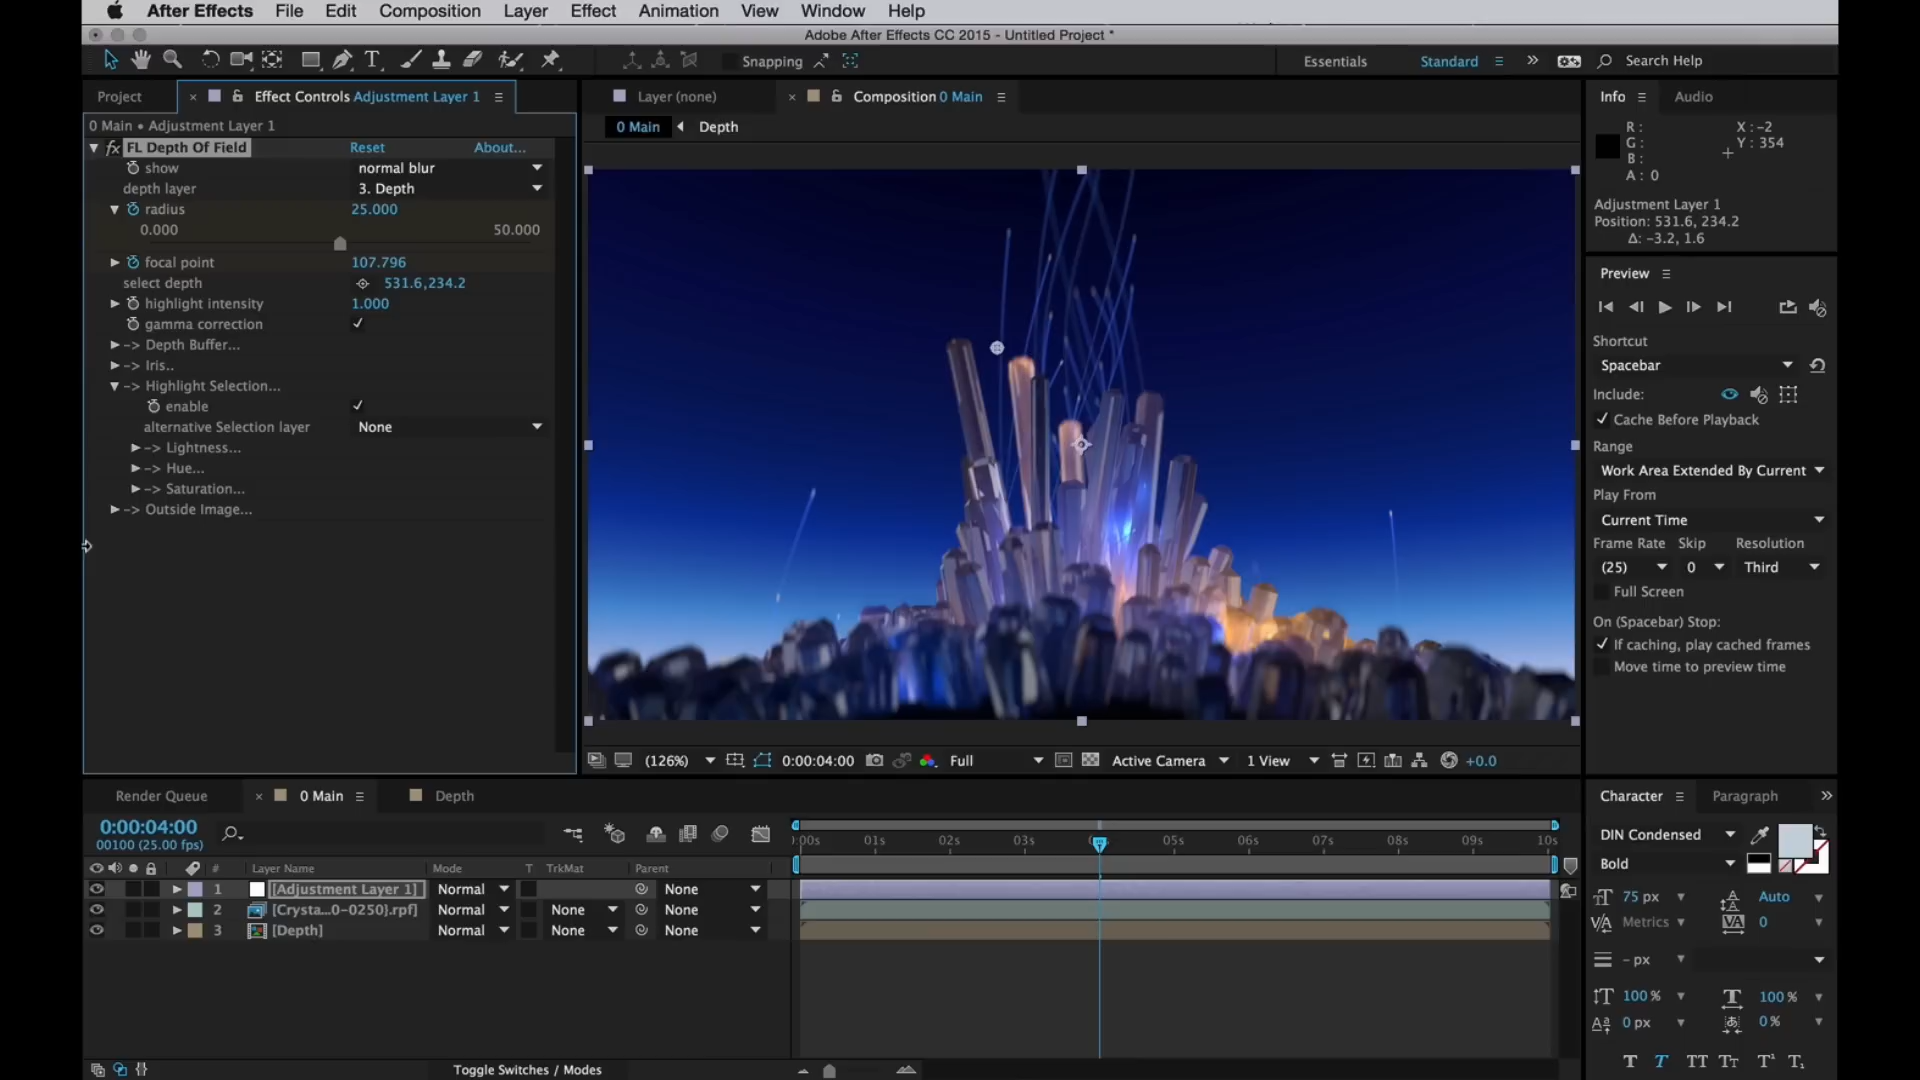 After Effects File Edit Composition Layer Effect Animation View Window Help
Adobe After Effects CC 2015 - Untitled Project *
Snapping
Essentials Standard Search Help
Project
Effect Controls Adjustment Layer 1
0 Main • Adjustment Layer 1
fx FL Depth Of Field Reset About...
show normal blur
depth layer 3. Depth
radius 25.000
0.000 50.000
focal point 107.796
select depth 531.6,234.2
highlight intensity 1.000
gamma correction
-> Depth Buffer...
-> Iris..
-> Highlight Selection...
enable
alternative Selection layer None
-> Lightness...
-> Hue...
-> Saturation...
-> Outside Image...
Layer (none)
Composition 0 Main
0 Main Depth
(126%) 0:00:04:00 Full Active Camera 1 View +0.0
Info Audio
R : X : -2
G : Y : 354
B :
A : 0
Adjustment Layer 1
Position: 531.6, 234.2
Δ: -3.2, 1.6
Preview
Shortcut
Spacebar
Include:
Cache Before Playback
Range
Work Area Extended By Current
Play From
Current Time
Frame Rate Skip Resolution
(25) 0 Third
Full Screen
On (Spacebar) Stop:
If caching, play cached frames
Move time to preview time
Render Queue 0 Main Depth
0:00:04:00
00100 (25.00 fps)
# Layer Name Mode T TrkMat Parent
1 [Adjustment Layer 1] Normal None
2 [Crysta...0-0250}.rpf] Normal None None
3 [Depth] Normal None None
):00s 01s 02s 03s 05s 06s 07s 08s 09s 10s
Toggle Switches / Modes
Character Paragraph
DIN Condensed
Bold
75 px Auto
Metrics 0
- px
100 % 100 %
0 px 0 %
T T TT Tt T¹ T₁